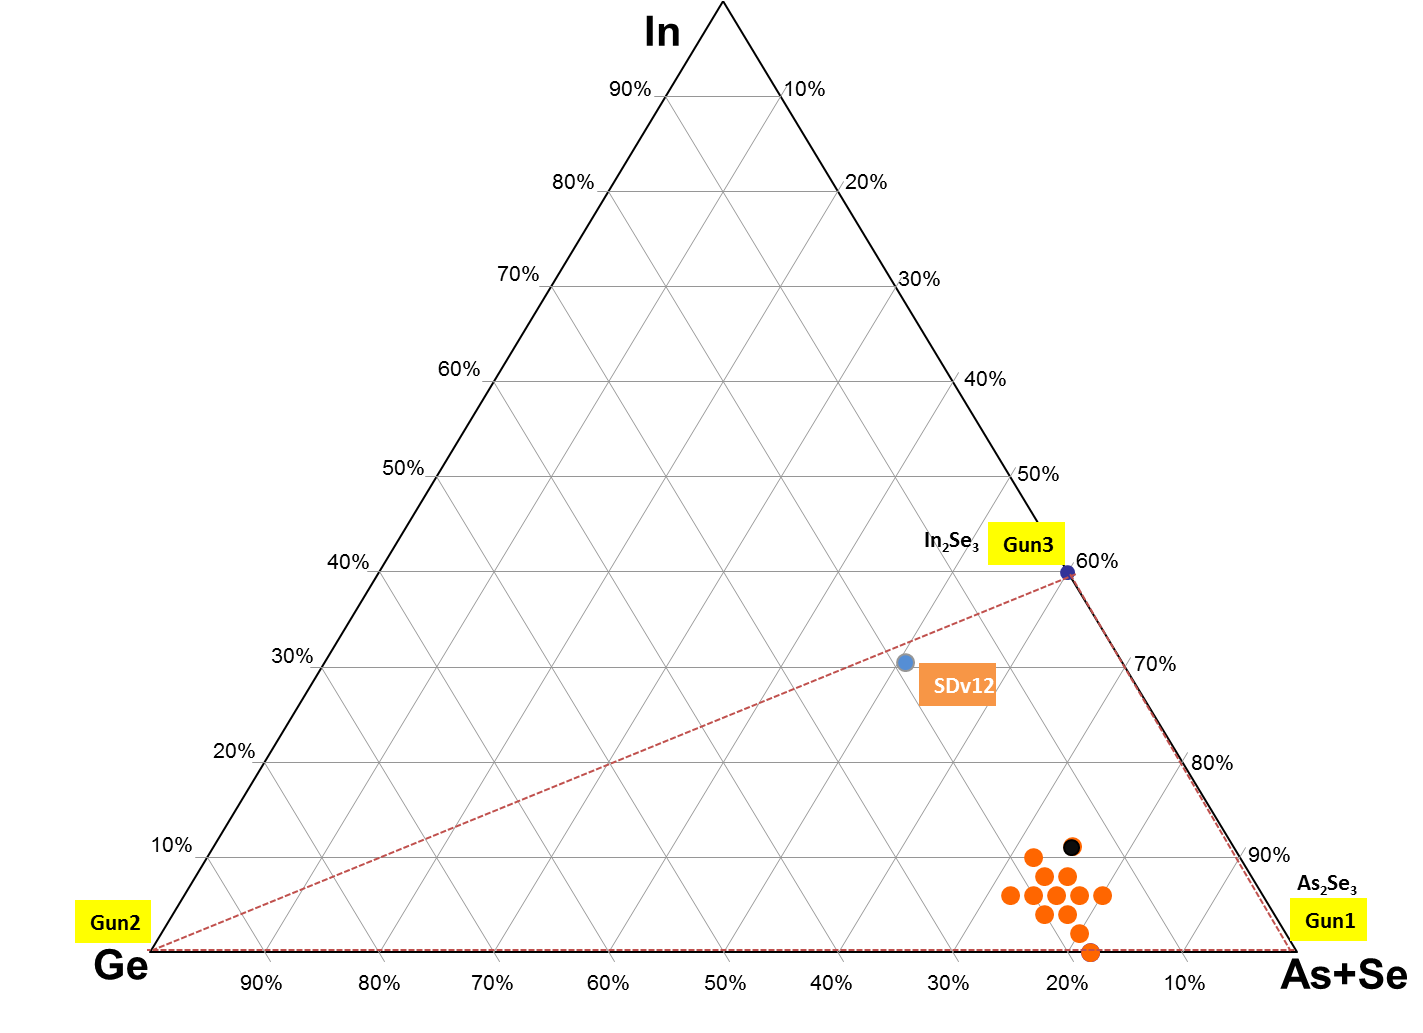 In
90% 10%
80% 20%
70% 30%
60% 40%
50% 50%
In₂Se₃ Gun3
40% 60%
30% 70%
SDv12
20% 80%
10% 90%
As₂Se₃
Gun2 Gun1
Ge As+Se
90% 80% 70% 60% 50% 40% 30% 20% 10%